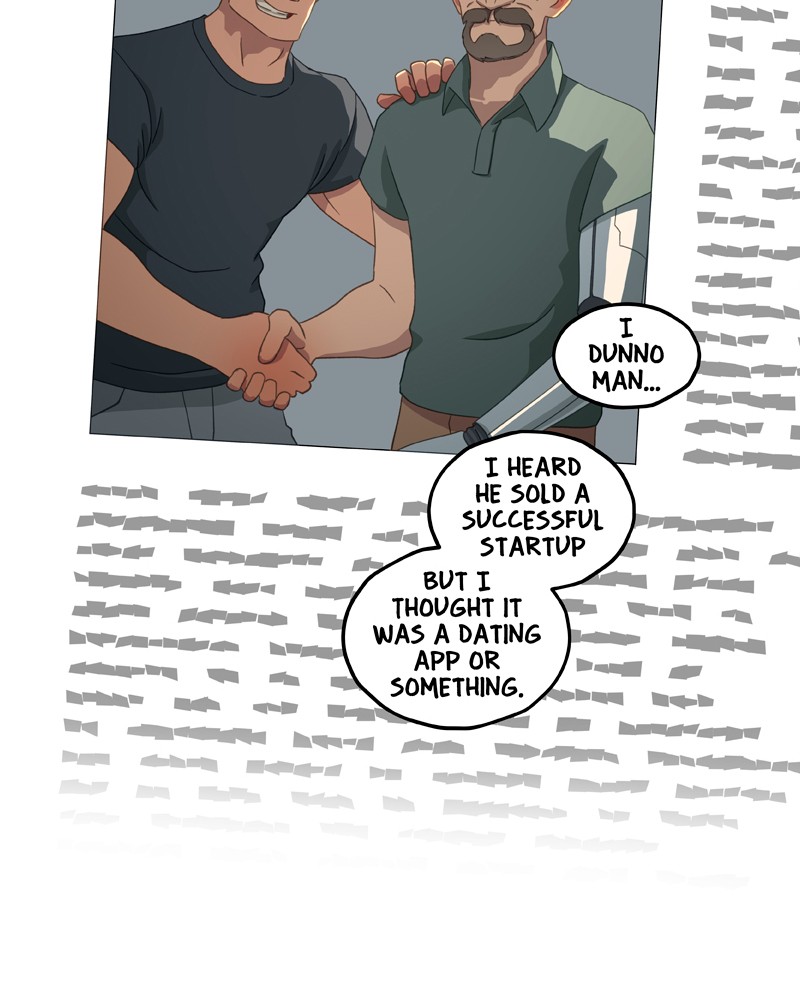 I
DUNNO
MAN...
I HEARD
HE SOLD A
SUCCESSFUL
STARTUP
BUT I
THOUGHT IT
WAS A DATING
APP OR
SOMETHING.